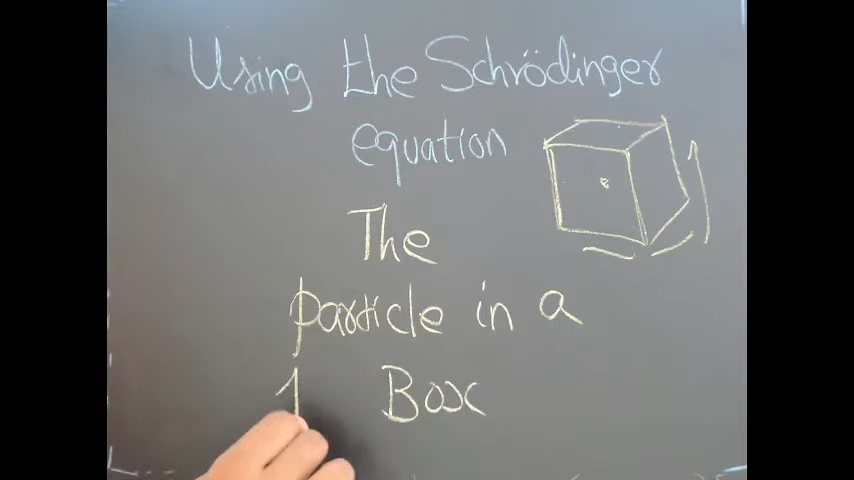 Using the Schrödinger
equation
The
particle in a
1 Box